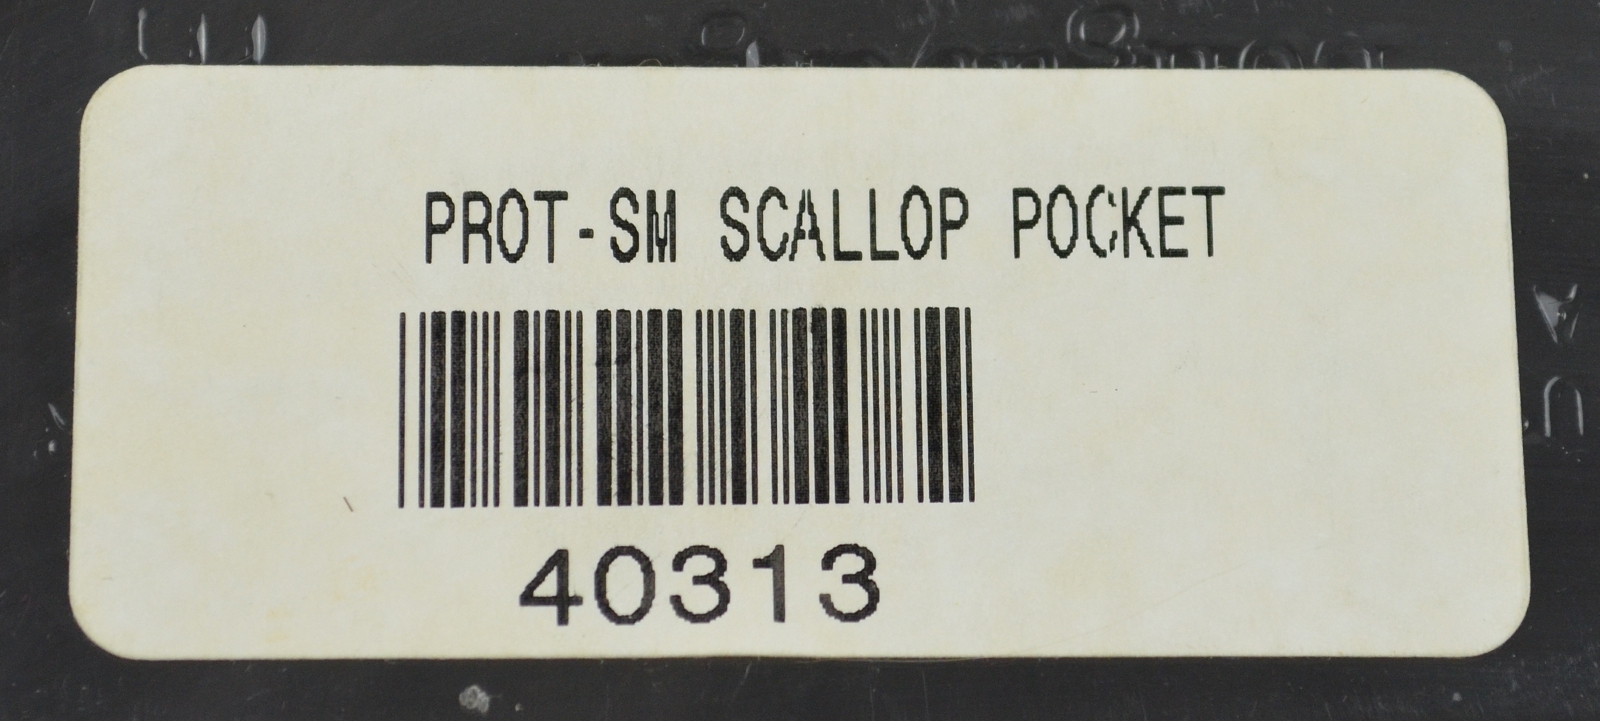 PROT-SM SCALLOP POCKET
40313